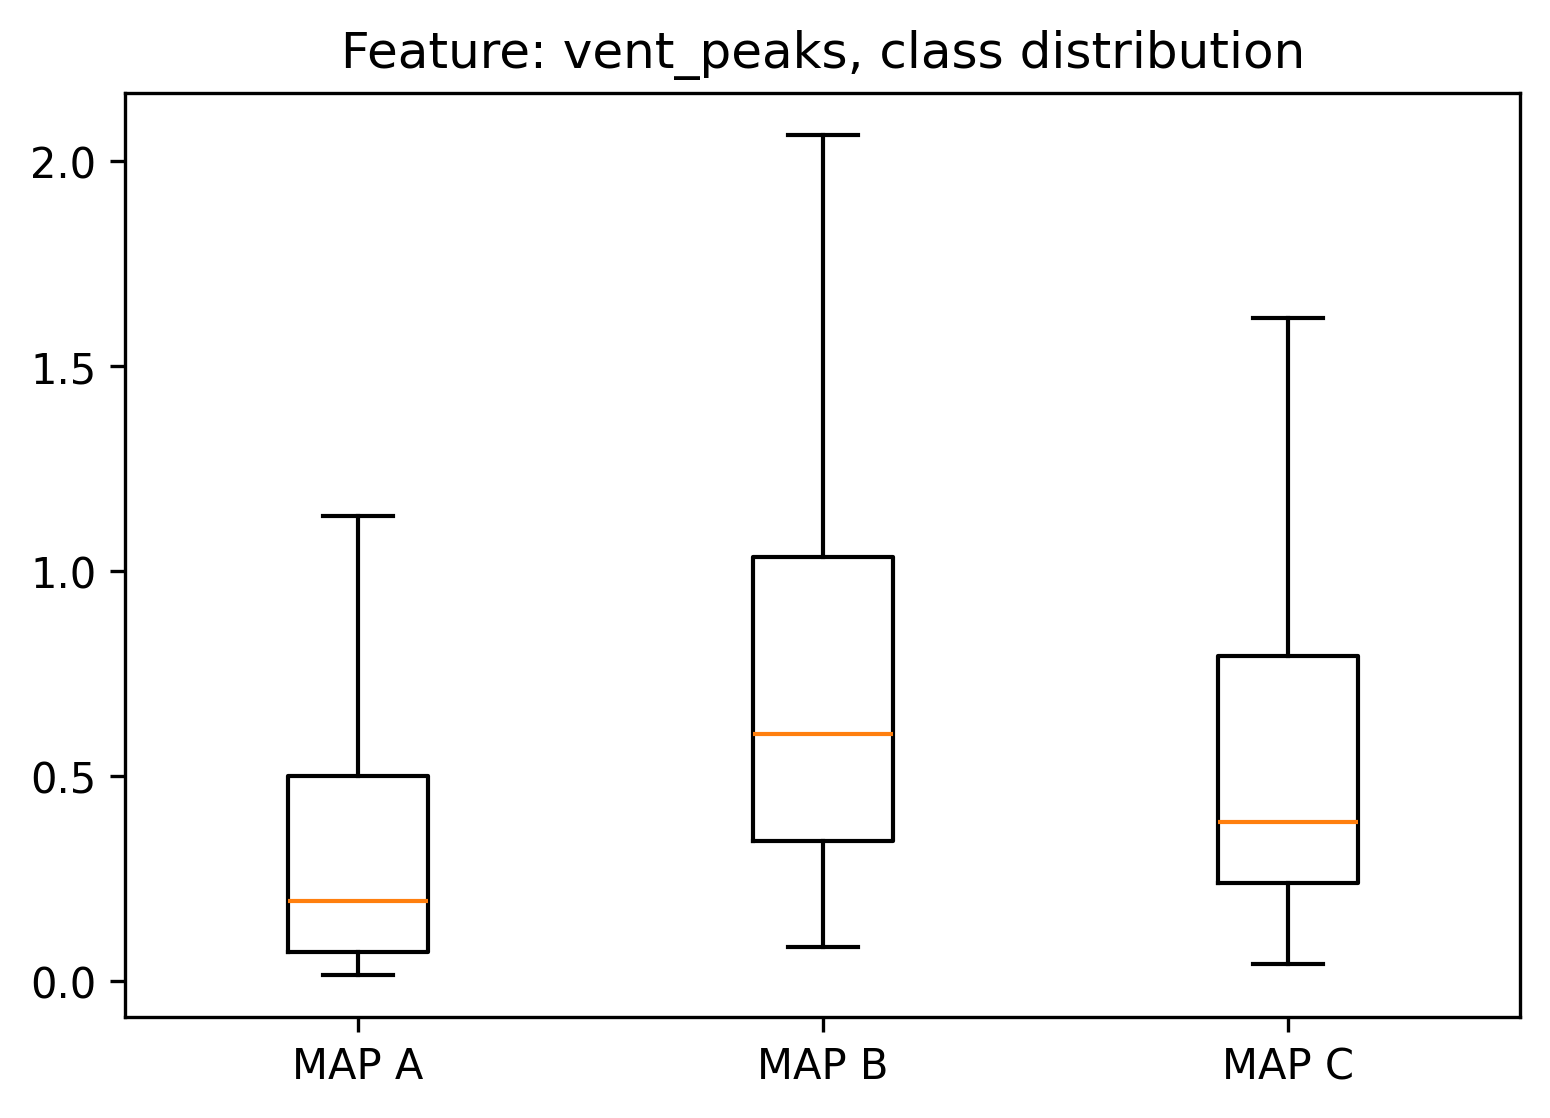 Feature: vent_peaks, class distribution
2.0
1.5
1.0
0.5
0.0
MAP A
MAP B
MAP C